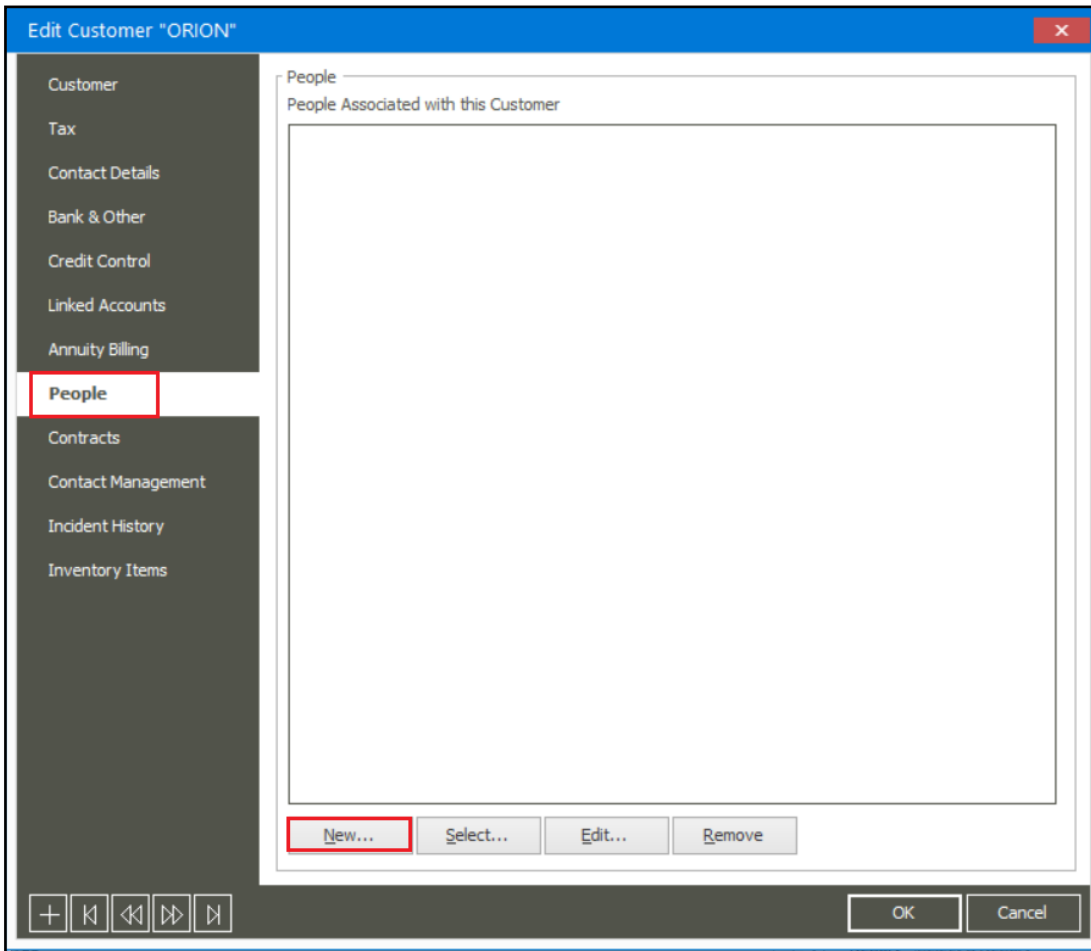 Edit Customer "ORION"
Customer
Tax
Contact Details
Bank & Other
Credit Control
Linked Accounts
Annuity Billing
People
Contracts
Contact Management
Incident History
Inventory Items
People
People Associated with this Customer
New...
Select...
Edit...
Remove
OK
Cancel